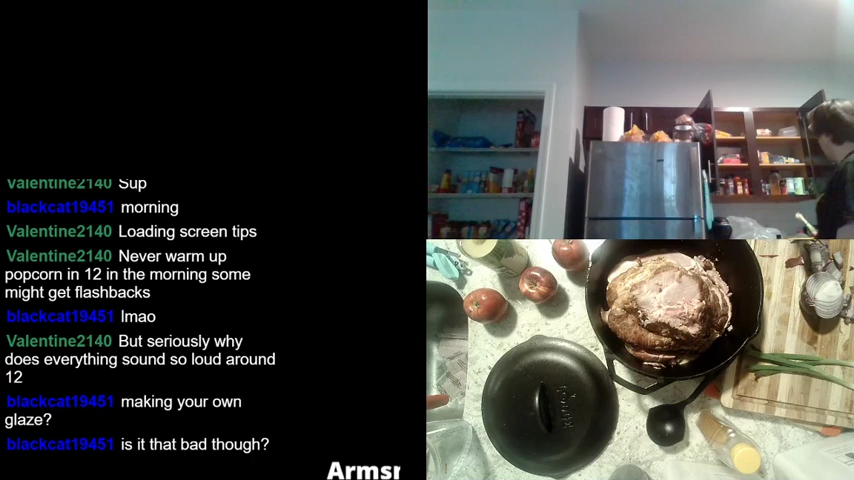 Valentine2140 Sup
blackcat19451 morning
Valentine2140 Loading screen tips
Valentine2140 Never warm up
popcorn in 12 in the morning some
might get flashbacks
blackcat19451 lmao
Valentine2140 But seriously why
does everything sound so loud around
12
blackcat19451 making your own
glaze?
blackcat19451 is it that bad though?
Armsr